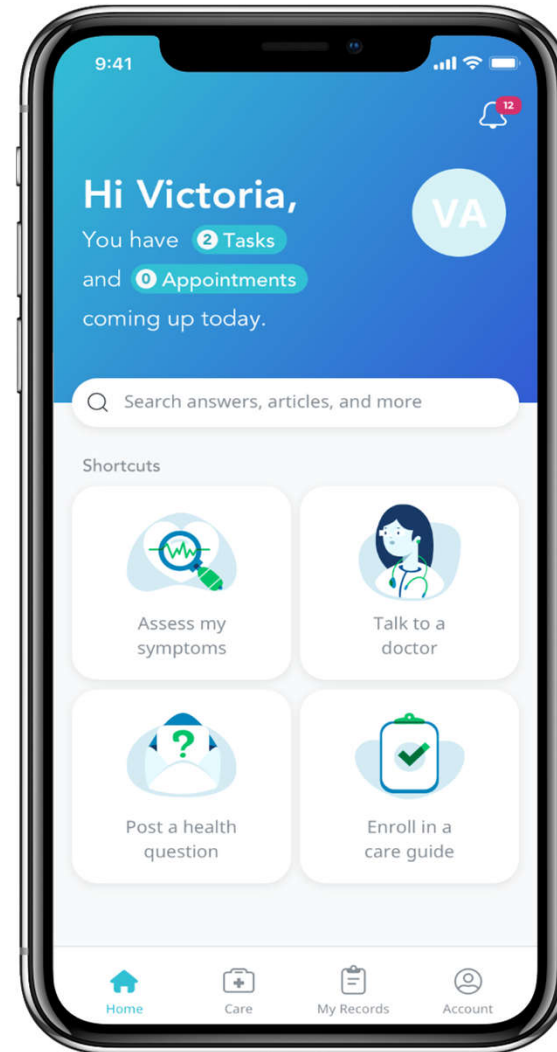 9:41
12
Hi Victoria,
VA
You have 2 Tasks
and 0 Appointments
coming up today.
Search answers, articles, and more
Shortcuts
Assess my
symptoms
Talk to a
doctor
?
Post a health
question
Enroll in a
care guide
Home
Care
My Records
Account